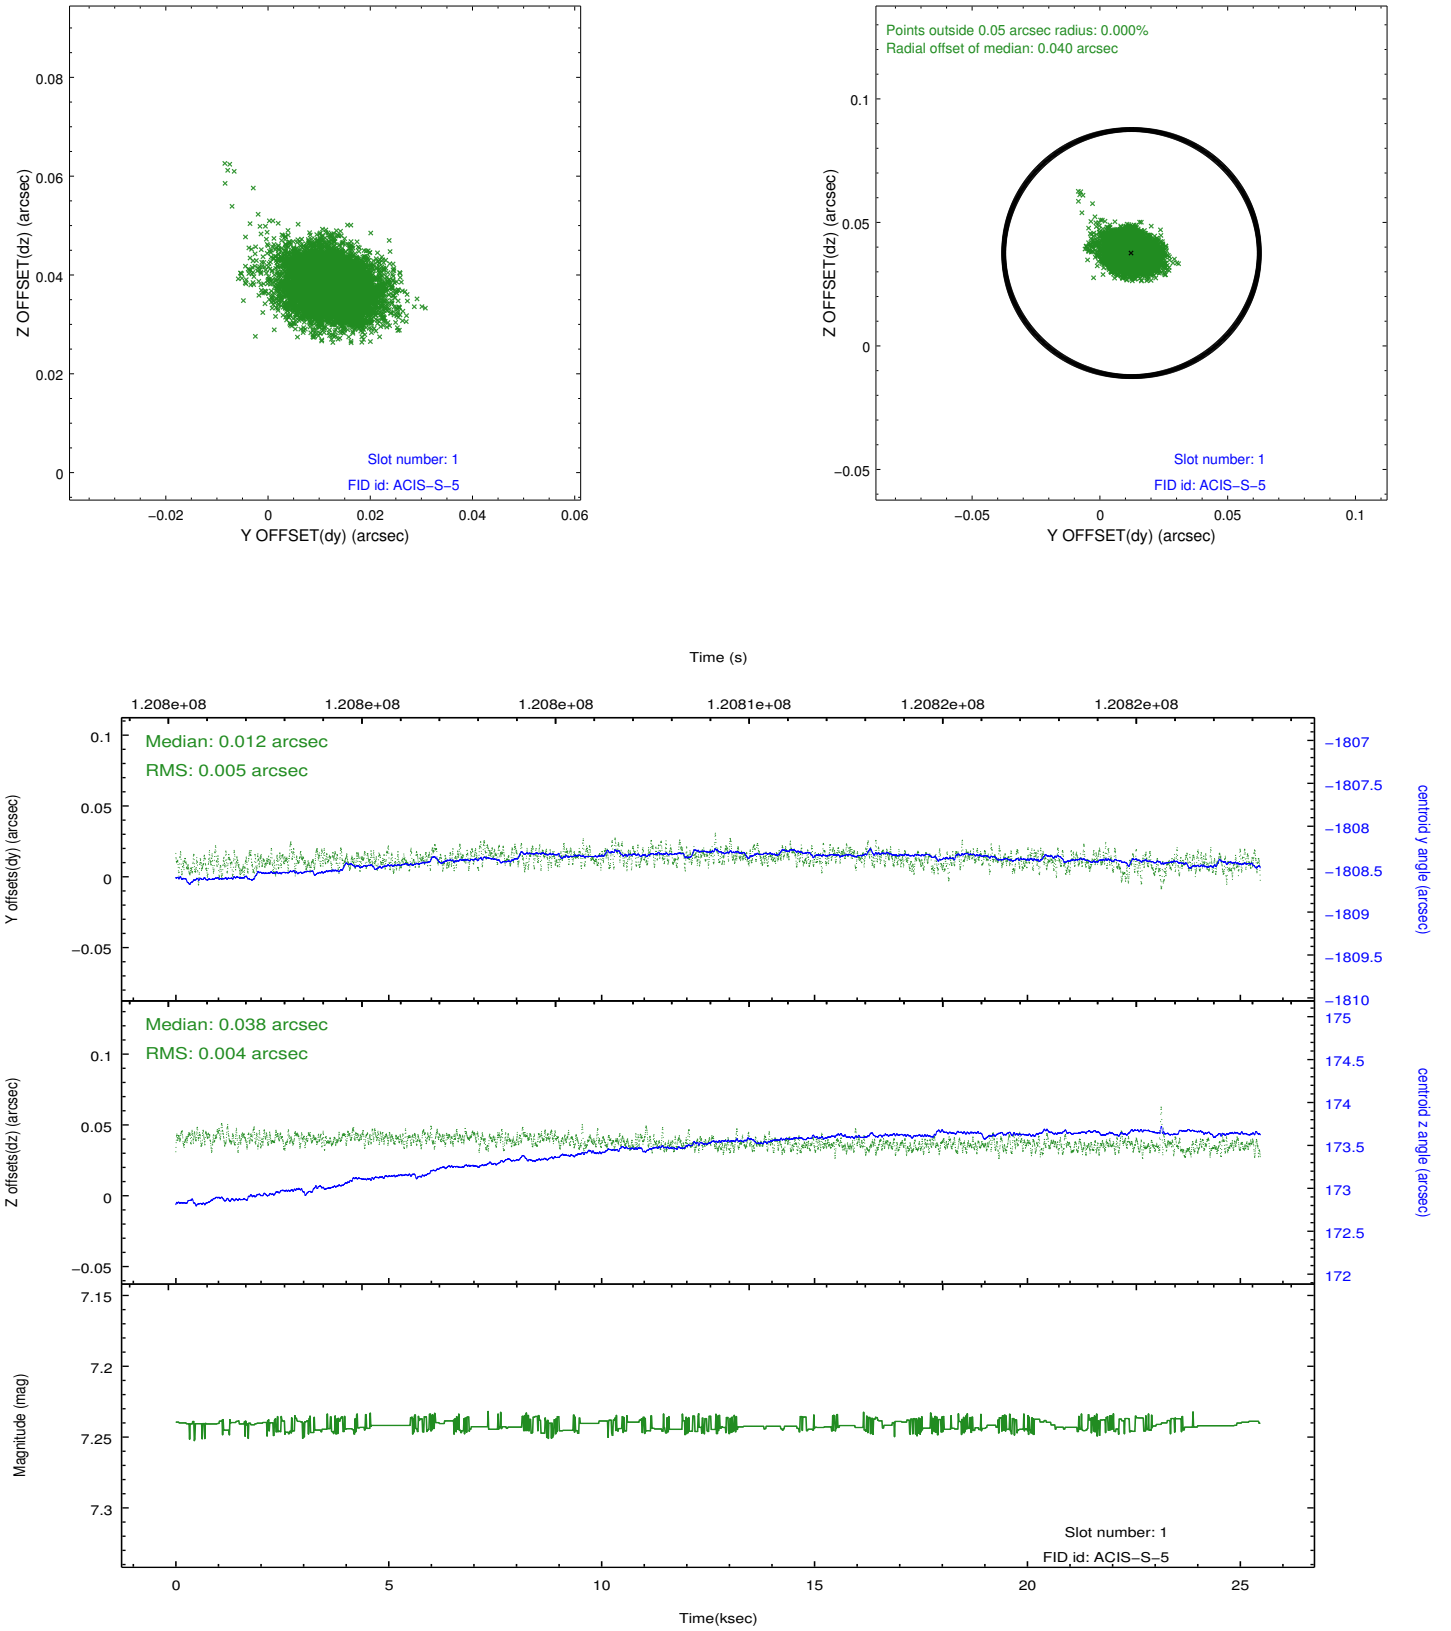 0.08
0.06
0.04
0.02
0
Z OFFSET(dz) (arcsec)
Slot number: 1
FID id: ACIS−S−5
−0.02
0
0.02
0.04
0.06
Y OFFSET(dy) (arcsec)
Points outside 0.05 arcsec radius: 0.000%
Radial offset of median: 0.040 arcsec
0.1
0.05
0
−0.05
Z OFFSET(dz) (arcsec)
Slot number: 1
FID id: ACIS−S−5
−0.05
0
0.05
0.1
Y OFFSET(dy) (arcsec)
Time (s)
1.208e+08
1.208e+08
1.208e+08
1.2081e+08
1.2082e+08
1.2082e+08
Median: 0.012 arcsec
RMS: 0.005 arcsec
0.1
0.05
0
−0.05
Y offsets(dy) (arcsec)
−1807
−1807.5
−1808
−1808.5
−1809
−1809.5
−1810
centroid y angle (arcsec)
Median: 0.038 arcsec
RMS: 0.004 arcsec
0.1
0.05
0
−0.05
Z offsets(dz) (arcsec)
175
174.5
174
173.5
173
172.5
172
centroid z angle (arcsec)
7.15
7.2
7.25
7.3
Magnitude (mag)
Slot number: 1
FID id: ACIS−S−5
0
5
10
15
20
25
Time(ksec)